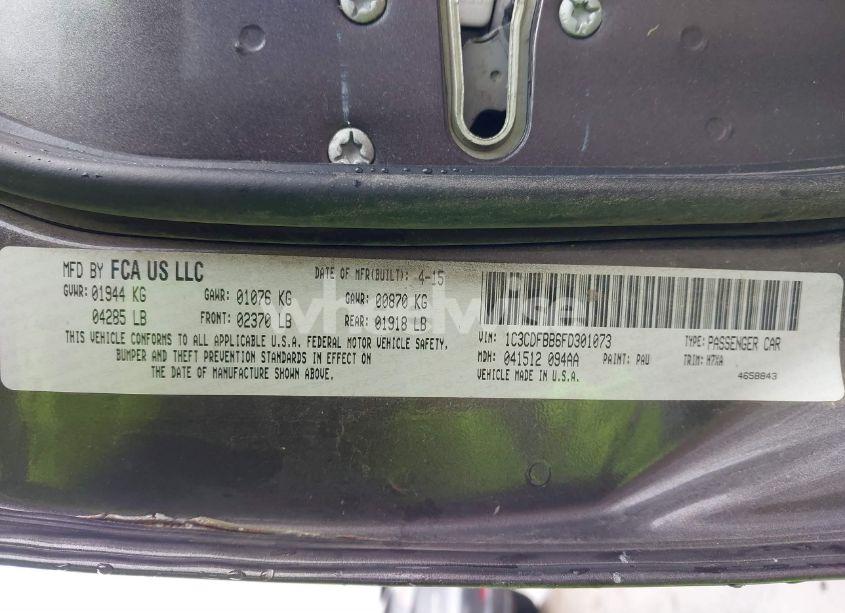 MFD BY FCA US LLC DATE OF MFR(BUILT): 4-15
GVWR: 01944 KG GAWR: 01076 KG GAWR: 00870 KG
04285 LB FRONT: 02370 LB REAR: 01918 LB
THIS VEHICLE CONFORMS TO ALL APPLICABLE U.S.A. FEDERAL MOTOR VEHICLE SAFETY,
BUMPER AND THEFT PREVENTION STANDARDS IN EFFECT ON
THE DATE OF MANUFACTURE SHOWN ABOVE.
VIN: 1C3CDFBB6FD301073 TYPE: PASSENGER CAR
MDH: 041512 094AA PAINT: PAU TRIM: H7XA
VEHICLE MADE IN U.S.A. 4658843